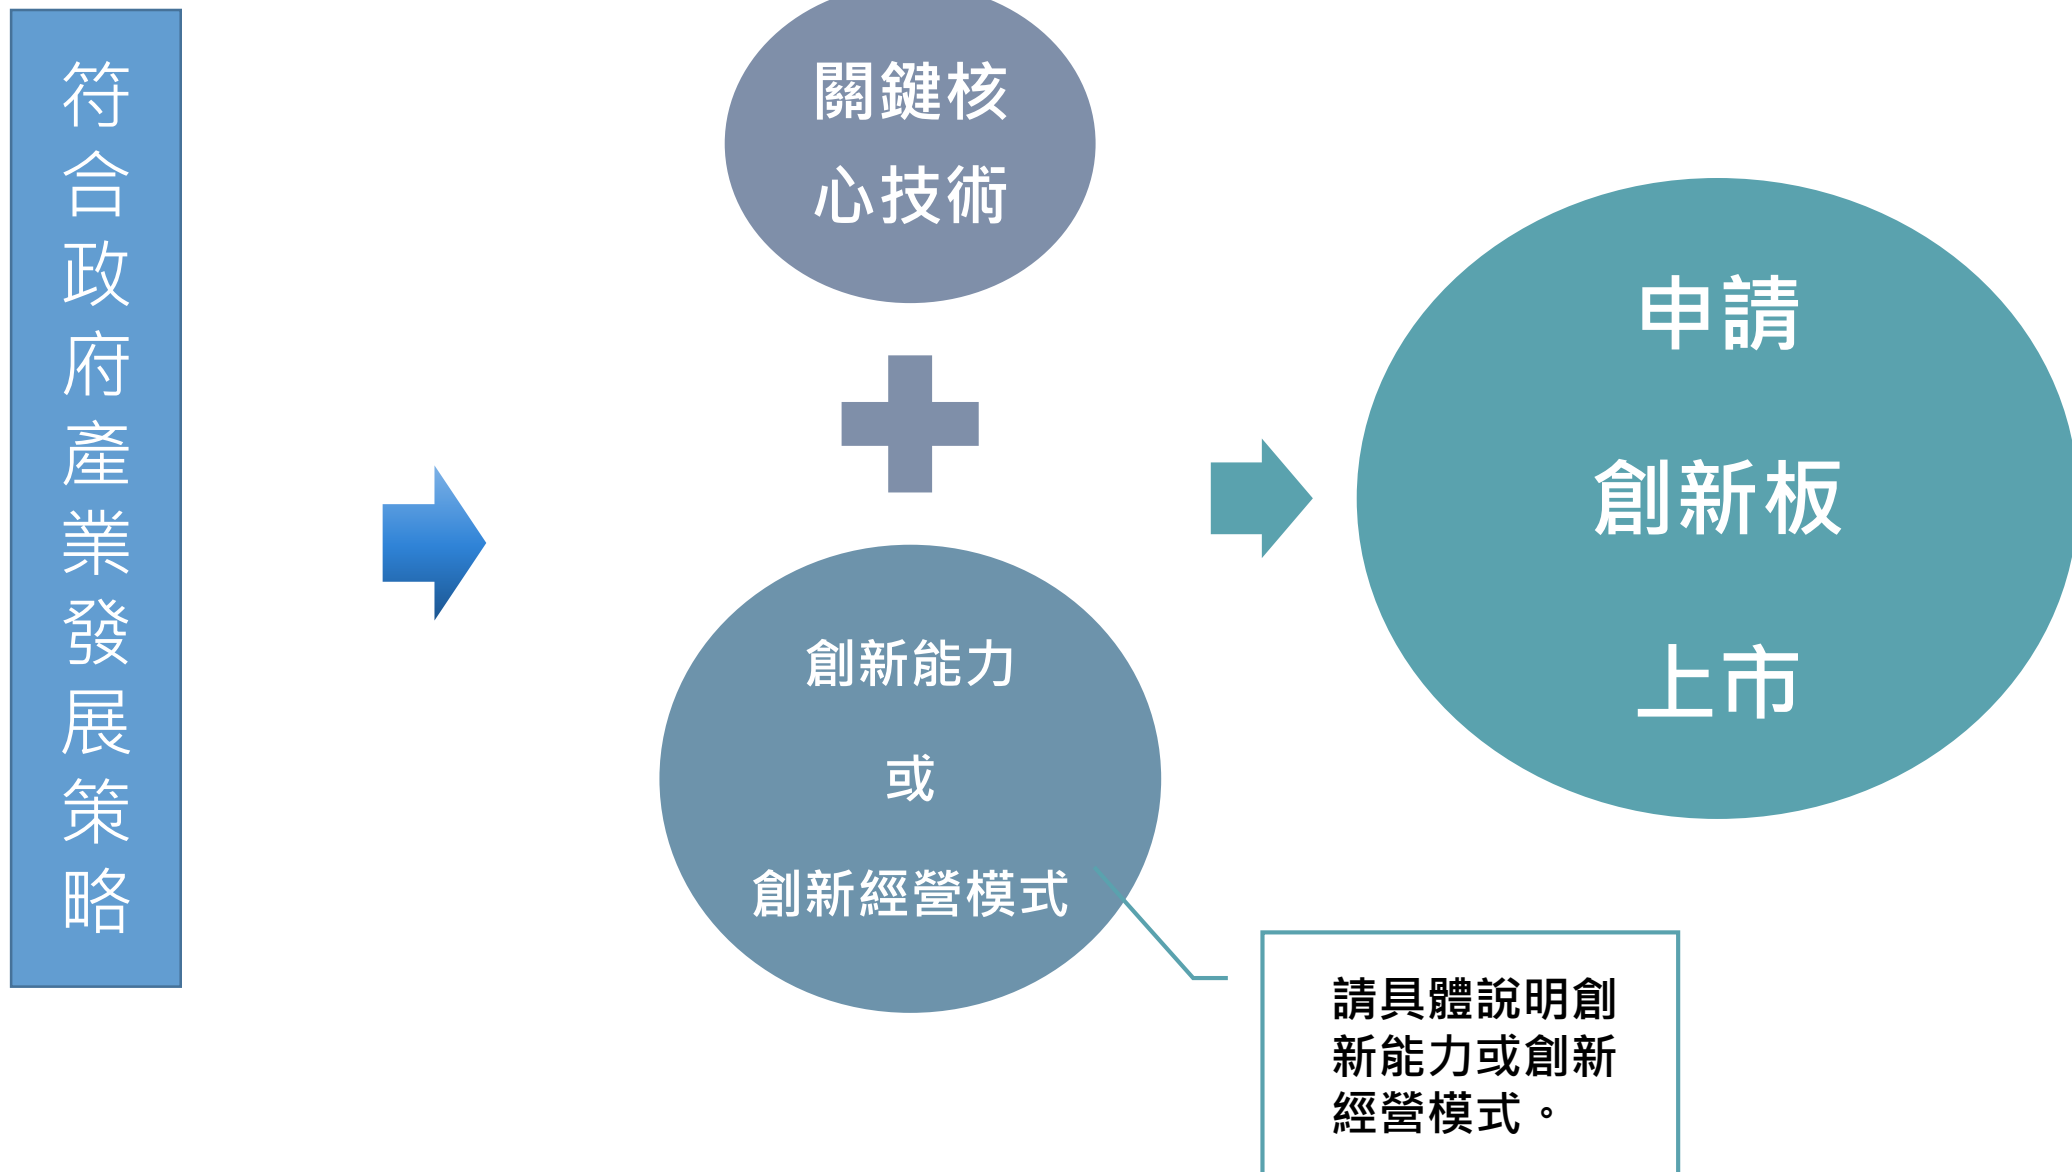 符合政府產業發展策略
關鍵核
心技術
創新能力
或
創新經營模式
申請
創新板
上市
請具體說明創
新能力或創新
經營模式。